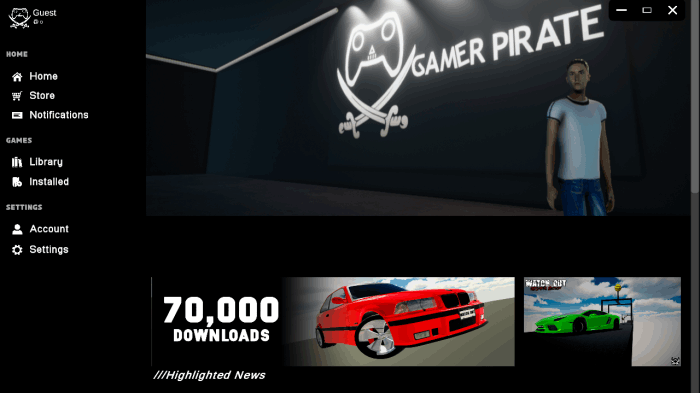 Guest
HOME
Home
Store
Notifications
GAMES
Library
Installed
SETTINGS
Account
Settings
GAMER PIRATE
70,000
DOWNLOADS
WATCH OUT
///Highlighted News